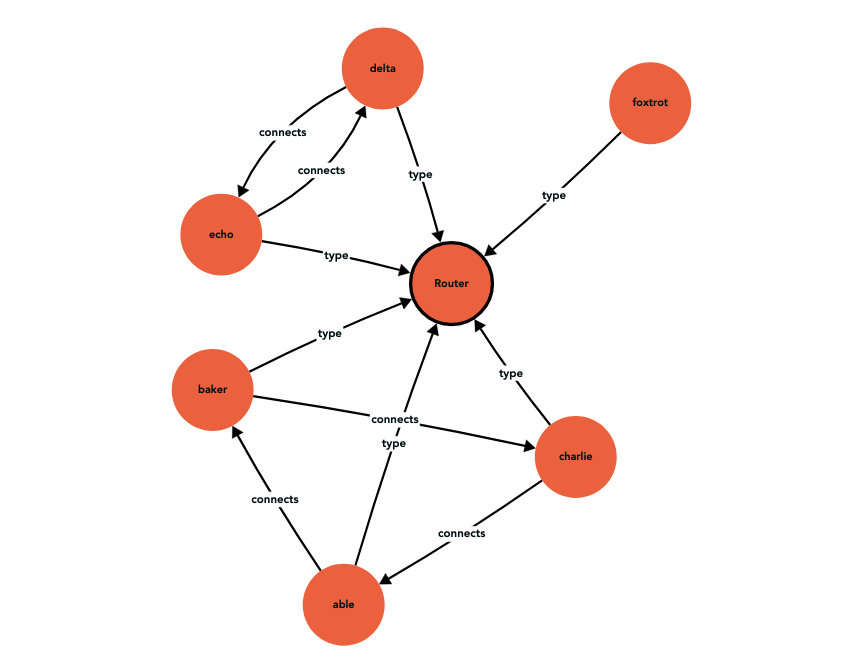 delta
foxtrot
connects
connects
type
type
echo
type
Router
type
type
baker
connects
type
charlie
connects
connects
able